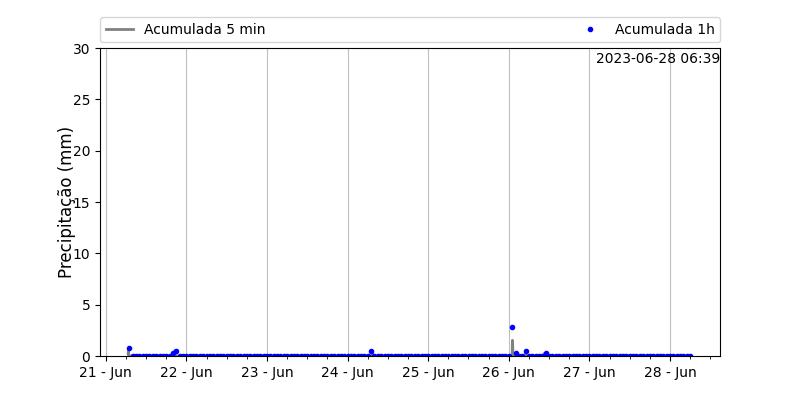 Acumulada 5 min Acumulada 1h
2023-06-28 06:39
Precipitação (mm)
30
25
20
15
10
5
0
21 - Jun 22 - Jun 23 - Jun 24 - Jun 25 - Jun 26 - Jun 27 - Jun 28 - Jun